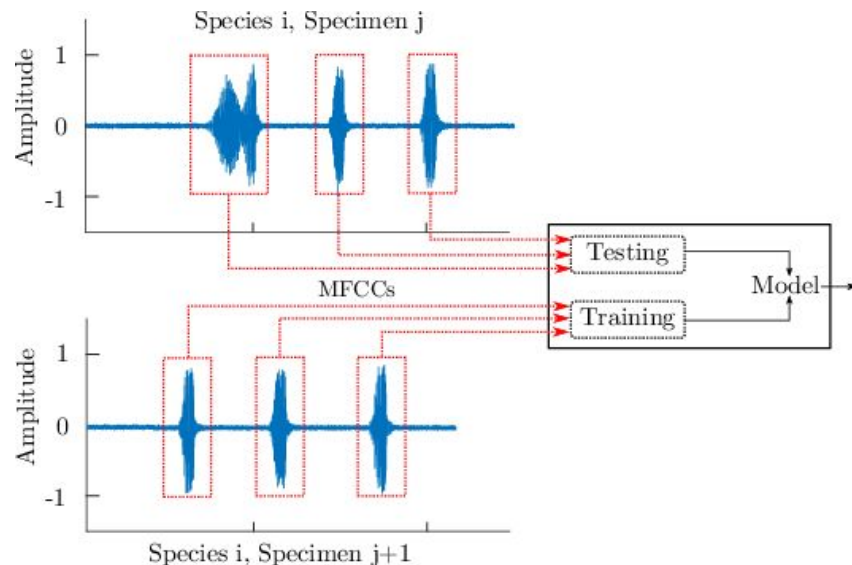 Species i, Specimen j
Amplitude
1
0
-1
Testing
MFCCs
Model
Training
Amplitude
1
0
-1
Species i, Specimen j+1